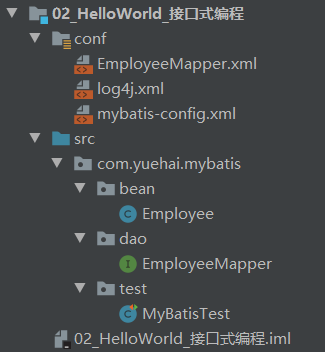 02_HelloWorld_接口式编程
conf
EmployeeMapper.xml
log4j.xml
mybatis-config.xml
src
com.yuehai.mybatis
bean
Employee
dao
EmployeeMapper
test
MyBatisTest
02_HelloWorld_接口式编程.iml